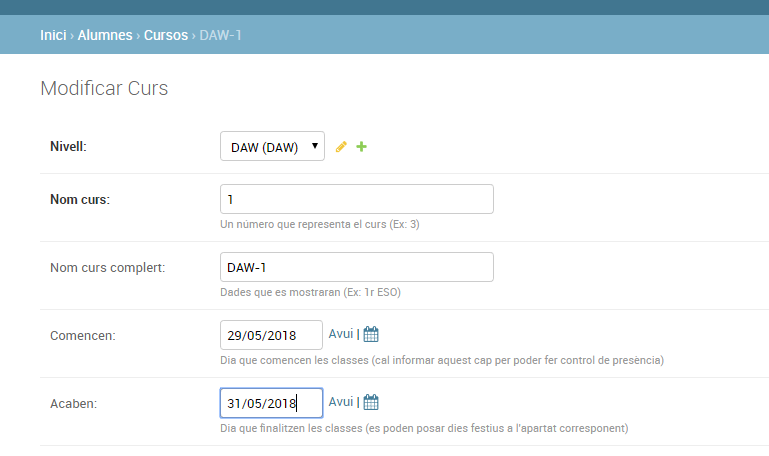 Inici › Alumnes › Cursos › DAW-1
Modificar Curs
Nivell: DAW (DAW)
Nom curs: 1
Un número que representa el curs (Ex: 3)
Nom curs complert: DAW-1
Dades que es mostraran (Ex: 1r ESO)
Comencen: 29/05/2018 Avui |
Dia que comencen les classes (cal informar aquest cap per poder fer control de presència)
Acaben: 31/05/2018 Avui |
Dia que finalitzen les classes (es poden posar dies festius a l'apartat corresponent)